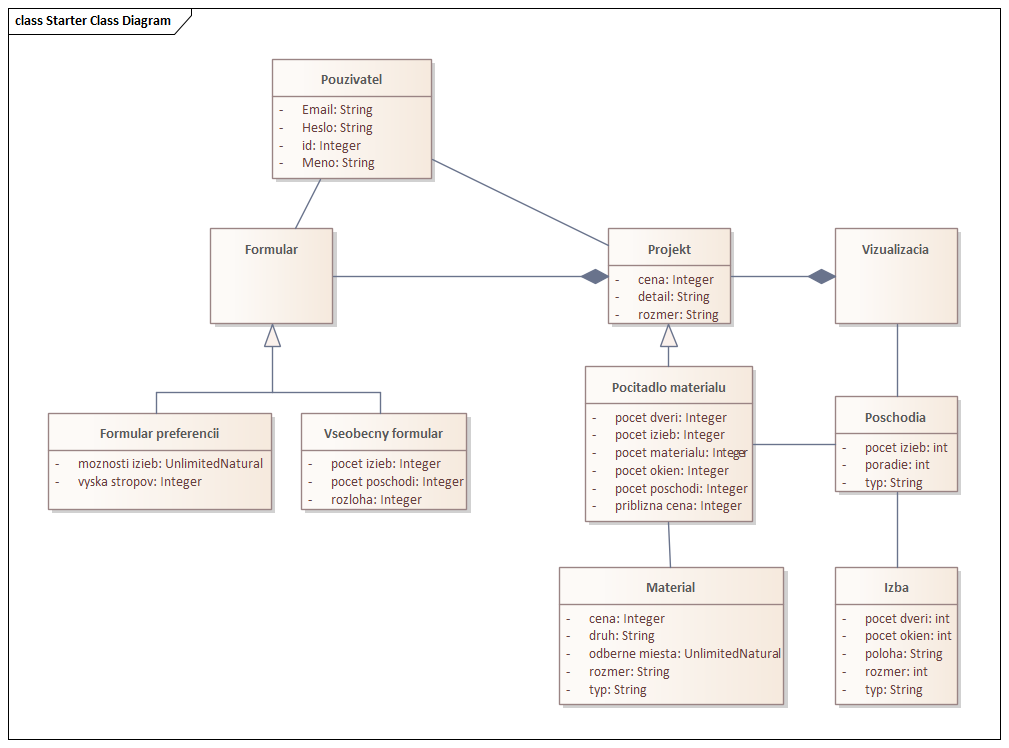 class Starter Class Diagram
Pouzivatel
- Email: String
- Heslo: String
- id: Integer
- Meno: String
Formular
Projekt
- cena: Integer
- detail: String
- rozmer: String
Vizualizacia
Formular preferencii
- moznosti izieb: UnlimitedNatural
- vyska stropov: Integer
Vseobecny formular
- pocet izieb: Integer
- pocet poschodi: Integer
- rozloha: Integer
Pocitadlo materialu
- pocet dveri: Integer
- pocet izieb: Integer
- pocet materialu: Integer
- pocet okien: Integer
- pocet poschodi: Integer
- priblizna cena: Integer
Poschodia
- pocet izieb: int
- poradie: int
- typ: String
Material
- cena: Integer
- druh: String
- odberne miesta: UnlimitedNatural
- rozmer: String
- typ: String
Izba
- pocet dveri: int
- pocet okien: int
- poloha: String
- rozmer: int
- typ: String